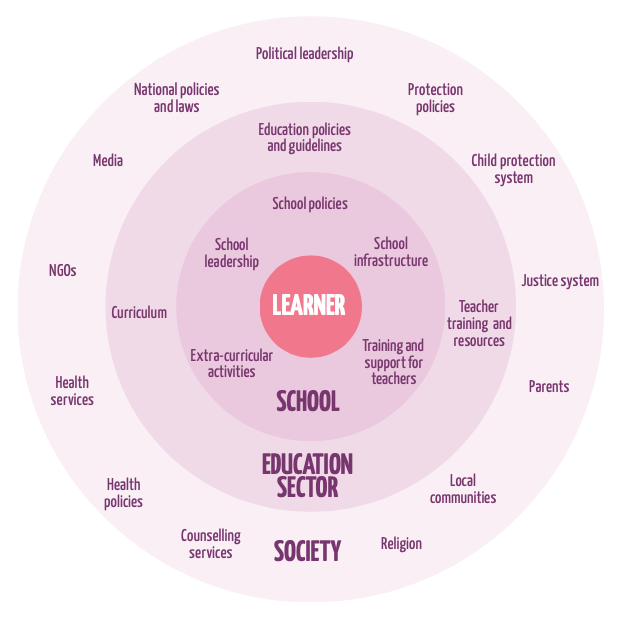 Political leadership
National policies
and laws
Protection
policies
Education policies
and guidelines
Media
Child protection
system
School policies
School
leadership
School
infrastructure
NGOs
Justice system
LEARNER
Curriculum
Teacher
training and
resources
Extra-curricular
activities
Training and
support for
teachers
Health
services
Parents
SCHOOL
EDUCATION
SECTOR
Health
policies
Local
communities
Counselling
services
SOCIETY
Religion